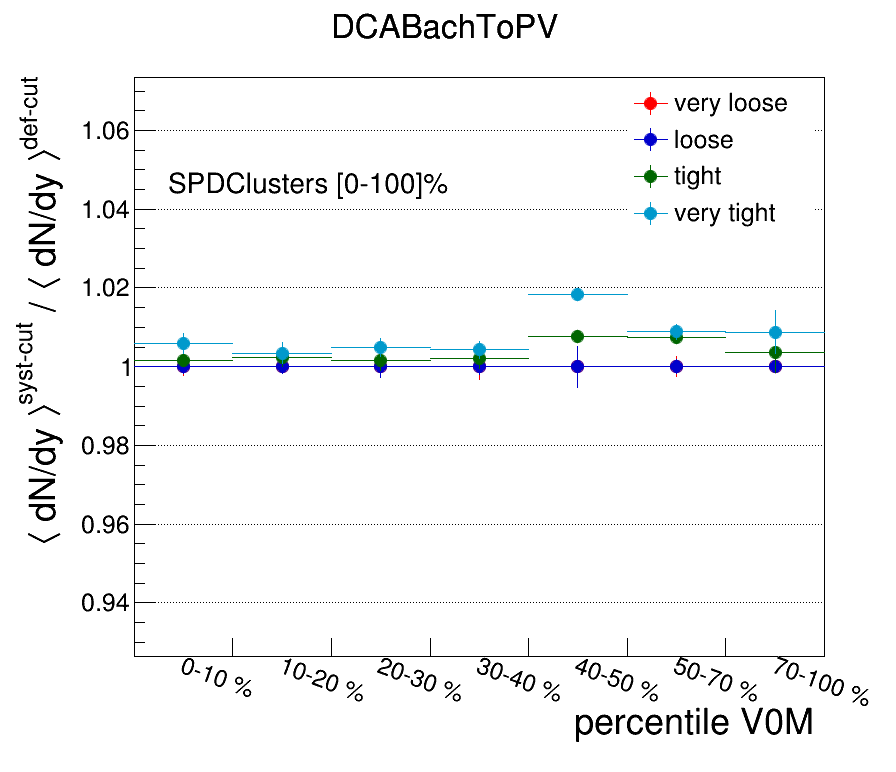 DCABachToPV
⟨ dN/dy ⟩^syst-cut / ⟨ dN/dy ⟩^def-cut
very loose
loose
tight
very tight
SPDClusters [0-100]%
1.06
1.04
1.02
1
0.98
0.96
0.94
0-10 %
10-20 %
20-30 %
30-40 %
40-50 %
50-70 %
70-100 %
percentile V0M